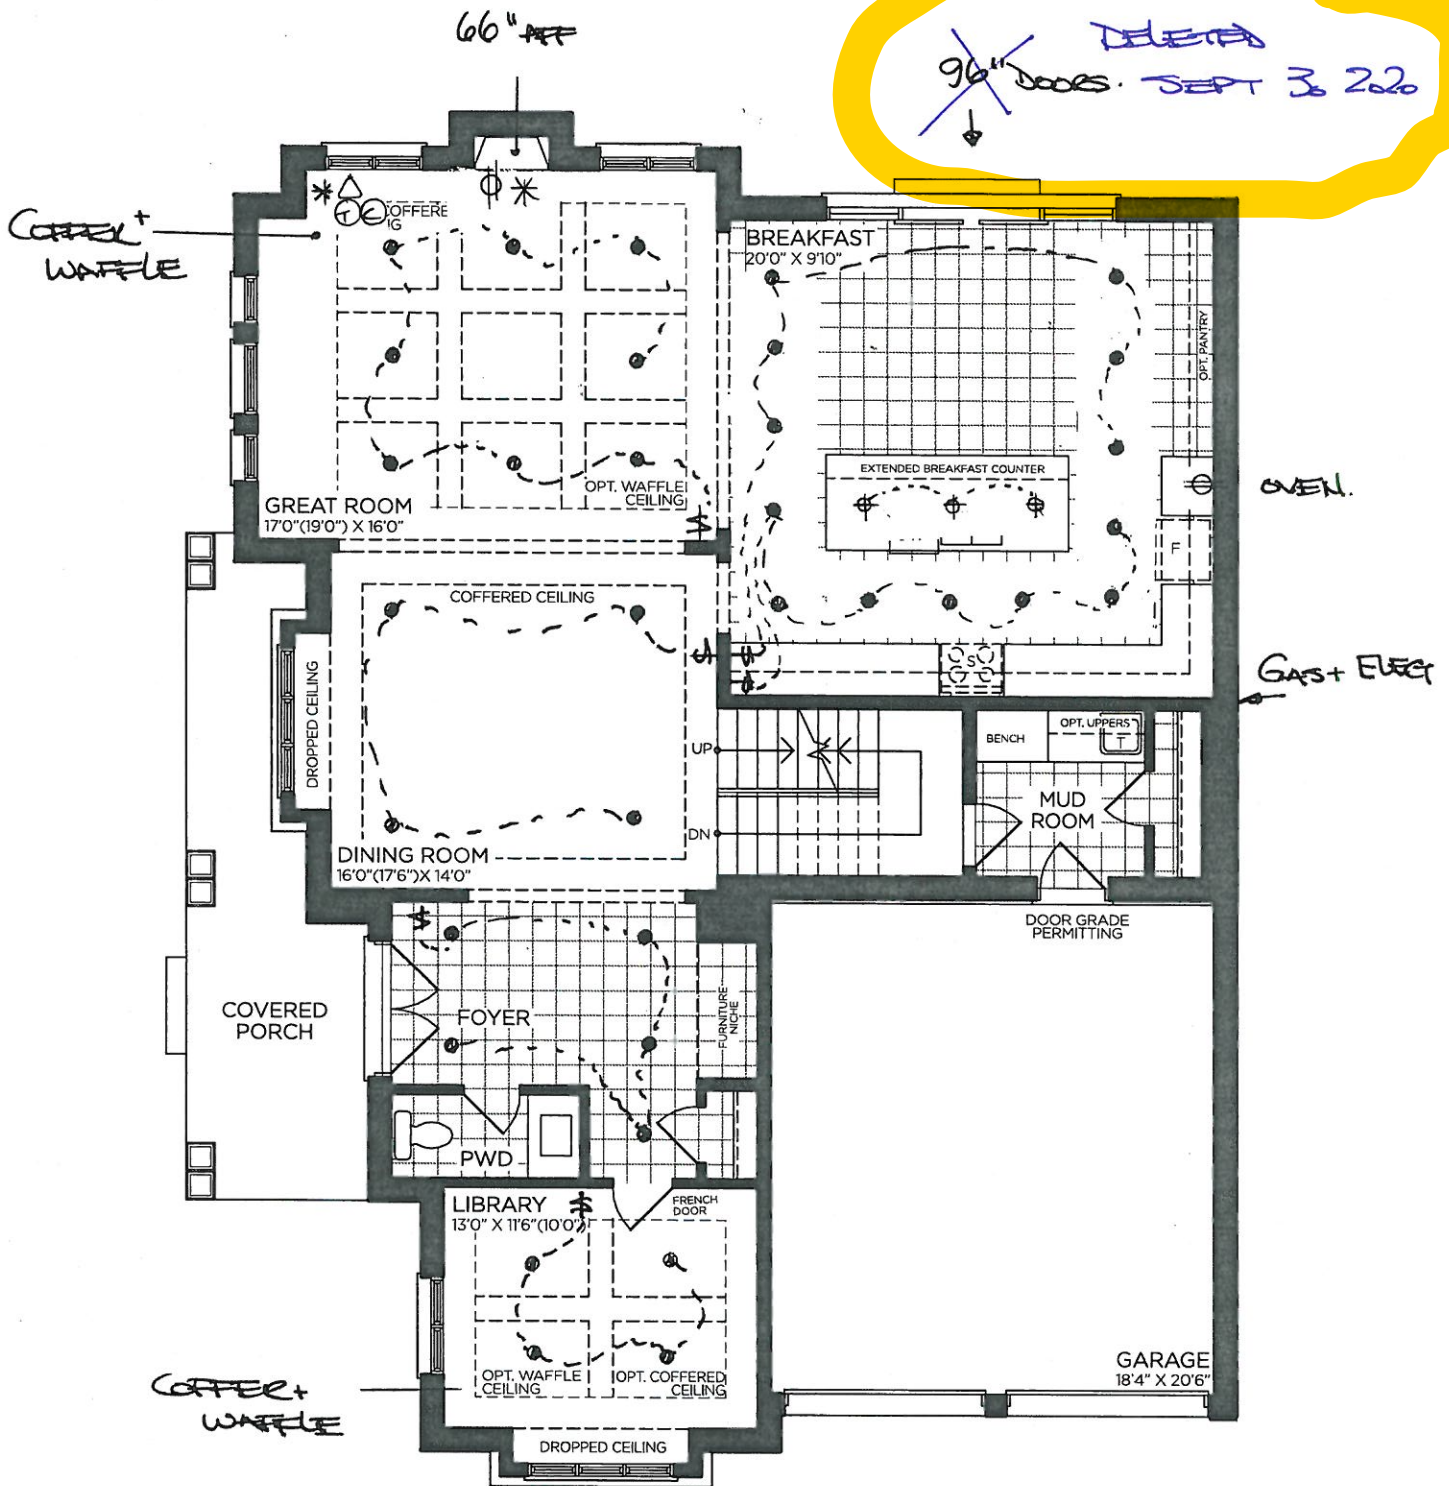 66" AFF
DELETED
96" DOORS. SEPT 30 2020
COFFER +
WAFFLE
T
C
COFFERE
IG
BREAKFAST
20'0" X 9'10"
OPT. PANTRY
EXTENDED BREAKFAST COUNTER
OPT. WAFFLE
CEILING
GREAT ROOM
17'0"(19'0") X 16'0"
OVEN.
F
COFFERED CEILING
DROPPED CEILING
S
GAS + ELEC
UP
DN
BENCH
OPT. UPPERS
T
MUD
ROOM
DINING ROOM
16'0"(17'6") X 14'0"
DOOR GRADE
PERMITTING
COVERED
PORCH
FOYER
FURNITURE
NICHE
PWD
LIBRARY
13'0" X 11'6"(10'0")
FRENCH
DOOR
OPT. WAFFLE
CEILING
OPT. COFFERED
CEILING
GARAGE
18'4" X 20'6"
COFFER +
WAFFLE
DROPPED CEILING